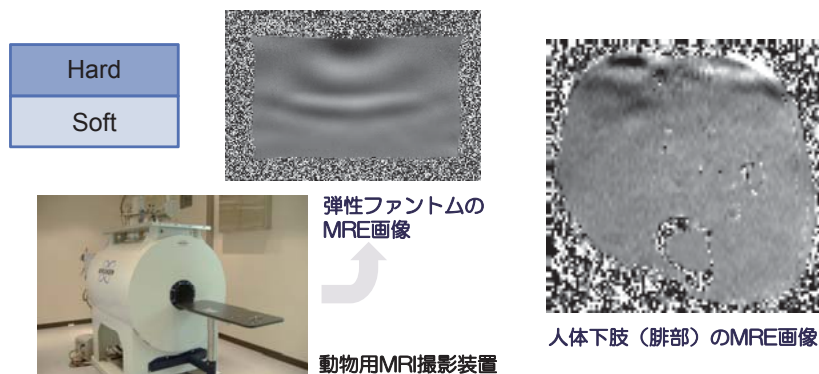 Hard
Soft
弾性ファントムの
MRE画像
動物用MRI撮影装置
人体下肢（腓部）のMRE画像